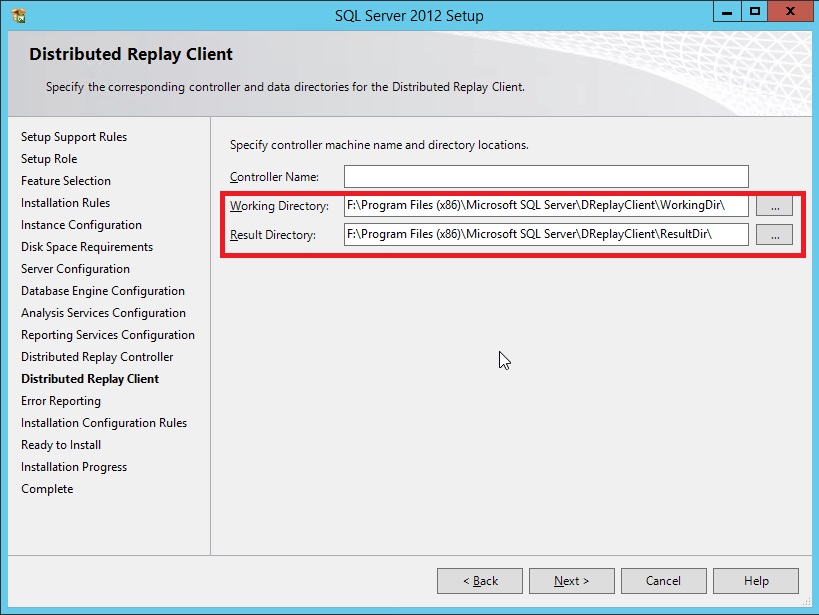 SQL Server 2012 Setup
Distributed Replay Client
Specify the corresponding controller and data directories for the Distributed Replay Client.
Setup Support Rules
Setup Role
Feature Selection
Installation Rules
Instance Configuration
Disk Space Requirements
Server Configuration
Database Engine Configuration
Analysis Services Configuration
Reporting Services Configuration
Distributed Replay Controller
Distributed Replay Client
Error Reporting
Installation Configuration Rules
Ready to Install
Installation Progress
Complete
Specify controller machine name and directory locations.
Controller Name:
Working Directory: F:\Program Files (x86)\Microsoft SQL Server\DReplayClient\WorkingDir\ ...
Result Directory: F:\Program Files (x86)\Microsoft SQL Server\DReplayClient\ResultDir\ ...
< Back Next > Cancel Help